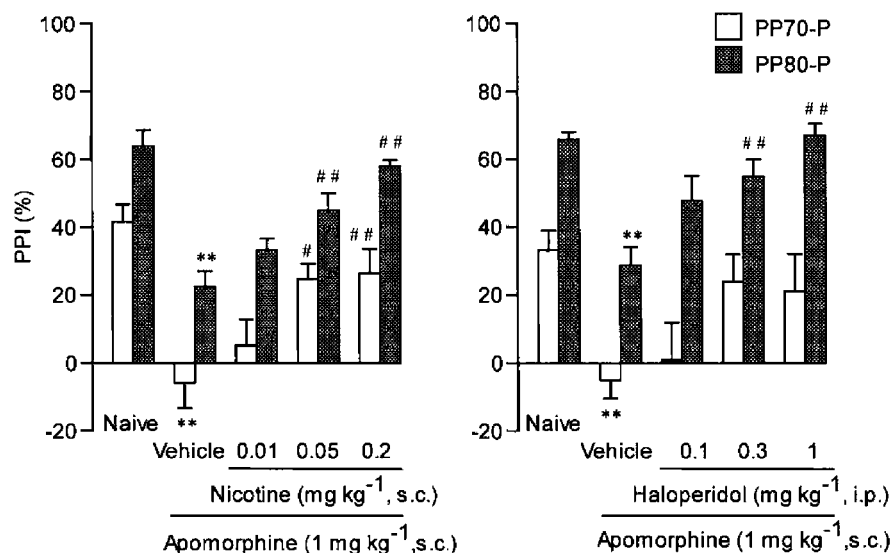 PP70-P
PP80-P
PPI (%)
100
80
60
40
20
0
-20
**
**
#
# #
# #
# #
Naive
Vehicle 0.01 0.05 0.2
Nicotine (mg kg⁻¹, s.c.)
Apomorphine (1 mg kg⁻¹,s.c.)
100
80
60
40
20
0
-20
**
**
# #
# #
Naive
Vehicle 0.1 0.3 1
Haloperidol (mg kg⁻¹, i.p.)
Apomorphine (1 mg kg⁻¹,s.c.)